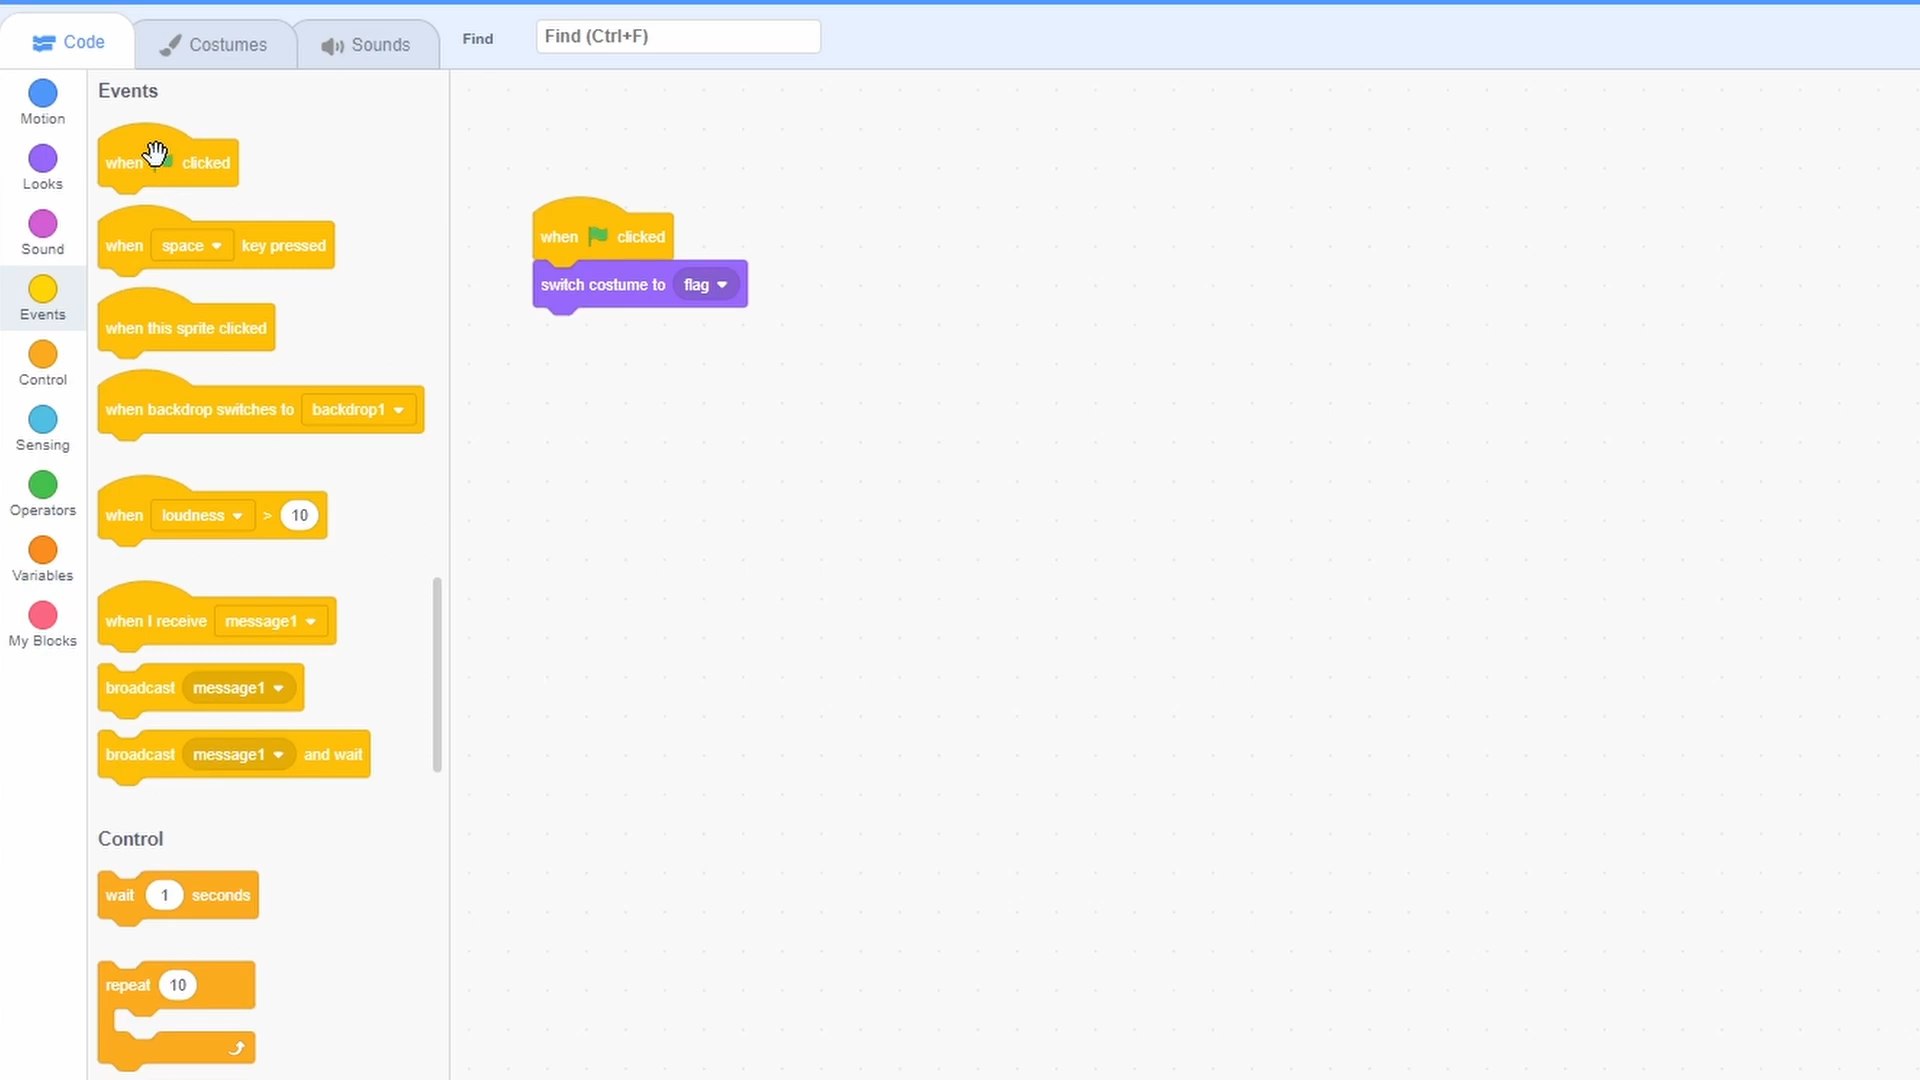 Code
Costumes
Sounds
Find
Find (Ctrl+F)
Motion
Looks
Sound
Events
Control
Sensing
Operators
Variables
My Blocks
Events
when clicked
when space key pressed
when this sprite clicked
when backdrop switches to backdrop1
when loudness > 10
when I receive message1
broadcast message1
broadcast message1 and wait
Control
wait 1 seconds
repeat 10
when clicked
switch costume to flag